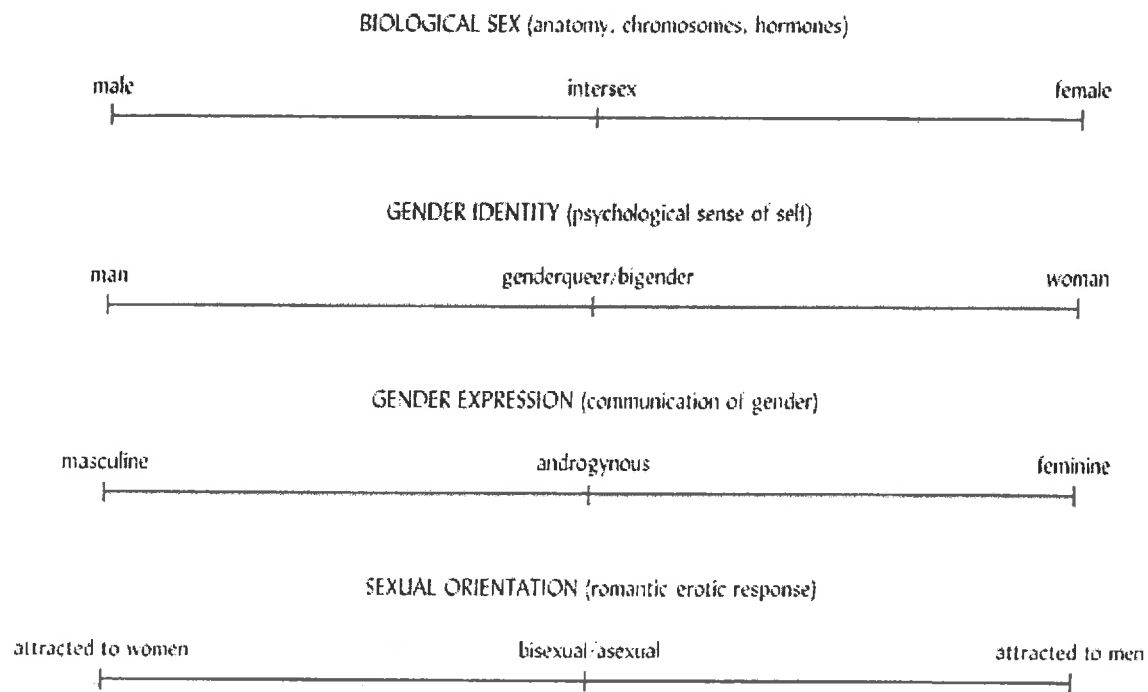 BIOLOGICAL SEX (anatomy, chromosomes, hormones)
male intersex female
GENDER IDENTITY (psychological sense of self)
man genderqueer/bigender woman
GENDER EXPRESSION (communication of gender)
masculine androgynous feminine
SEXUAL ORIENTATION (romantic erotic response)
attracted to women bisexual/asexual attracted to men